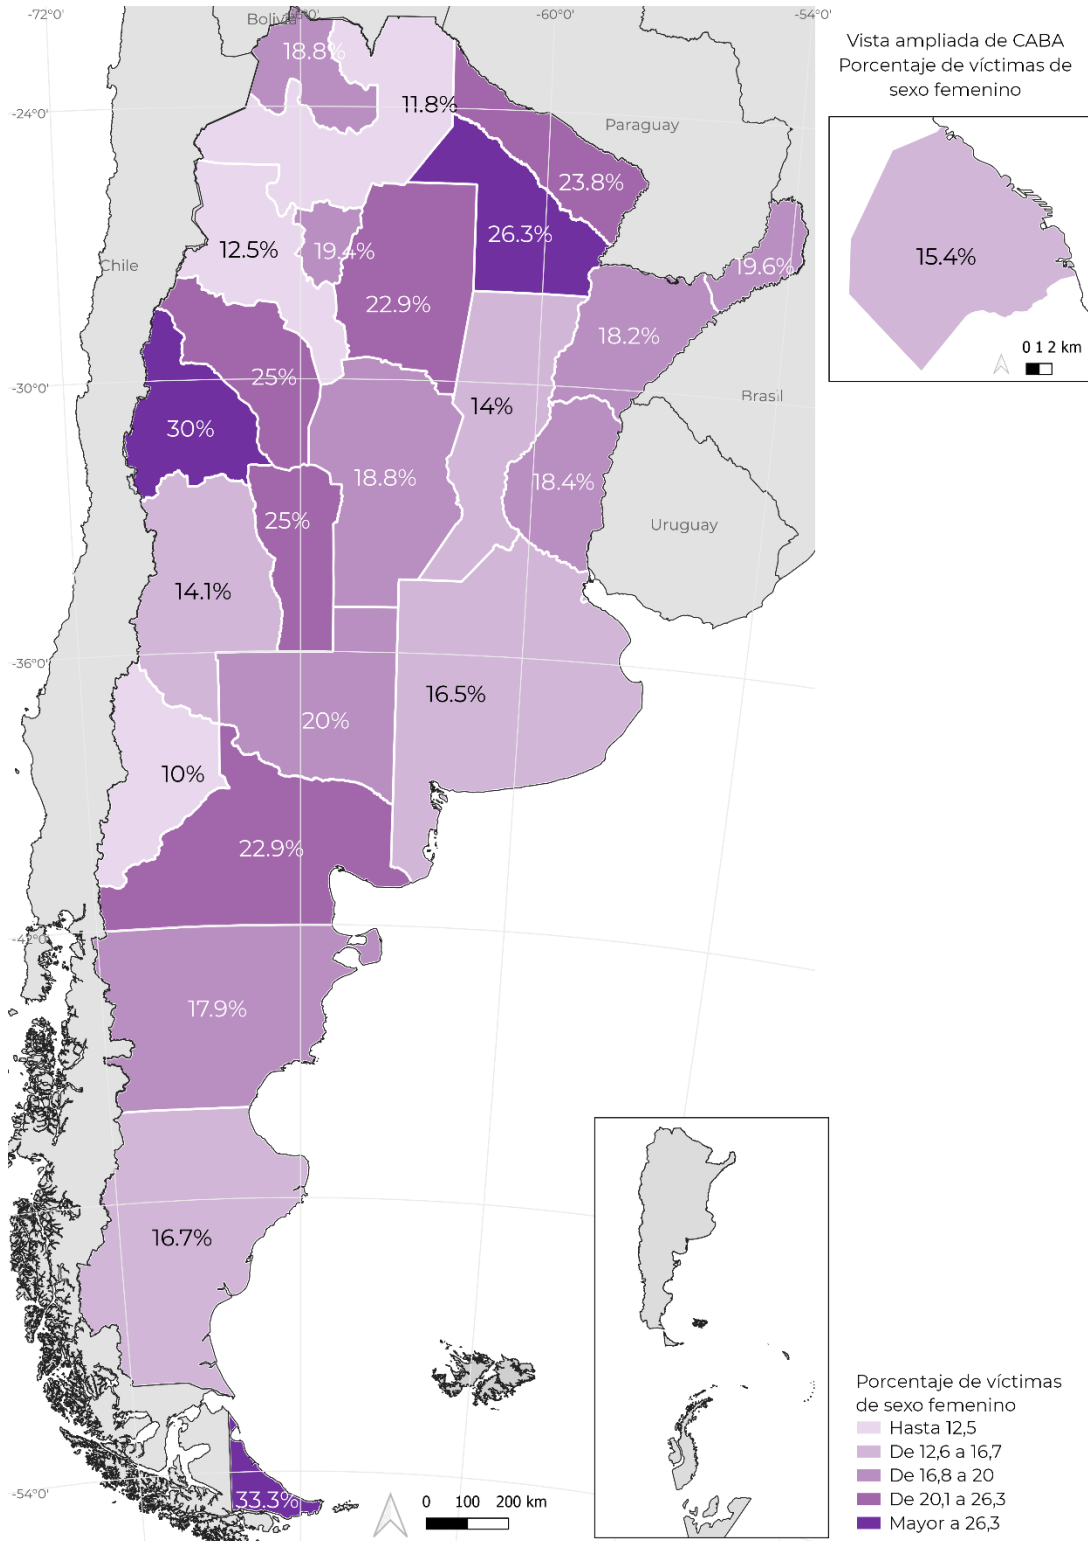 -72°0'
-60°0'
-54°0'
Bolivia
18.8%
Vista ampliada de CABA
Porcentaje de víctimas de
sexo femenino
-24°0'
11.8%
Paraguay
23.8%
26.3%
12.5%
19.4%
19.6%
15.4%
Chile
22.9%
18.2%
0 1 2 km
25%
-30°0'
Brasil
14%
30%
18.8%
18.4%
25%
Uruguay
14.1%
-36°0'
16.5%
20%
10%
22.9%
-42°0'
17.9%
16.7%
Porcentaje de víctimas
de sexo femenino
Hasta 12,5
De 12,6 a 16,7
De 16,8 a 20
De 20,1 a 26,3
Mayor a 26,3
-54°0'
33.3%
0 100 200 km